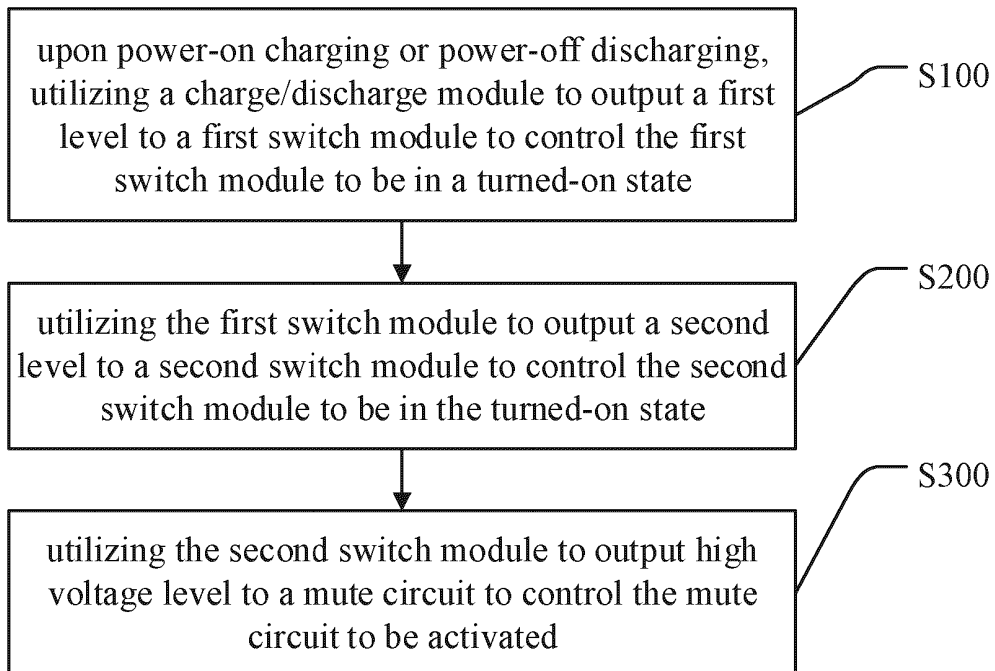 upon power-on charging or power-off discharging,
utilizing a charge/discharge module to output a first
level to a first switch module to control the first
switch module to be in a turned-on state
S100
utilizing the first switch module to output a second
level to a second switch module to control the second
switch module to be in the turned-on state
S200
utilizing the second switch module to output high
voltage level to a mute circuit to control the mute
circuit to be activated
S300